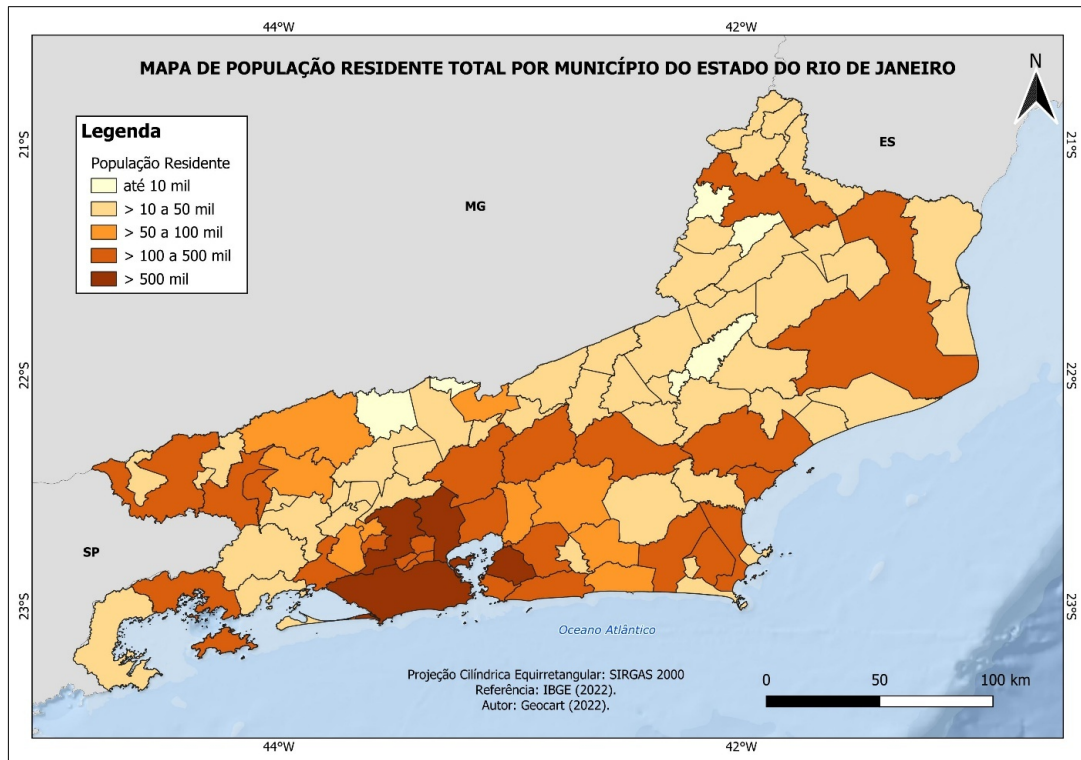 44°W
42°W
MAPA DE POPULAÇÃO RESIDENTE TOTAL POR MUNICÍPIO DO ESTADO DO RIO DE JANEIRO
N
Legenda
População Residente
até 10 mil
> 10 a 50 mil
> 50 a 100 mil
> 100 a 500 mil
> 500 mil
21°S
21°S
ES
MG
22°S
22°S
SP
23°S
23°S
Oceano Atlântico
Projeção Cilíndrica Equirretangular: SIRGAS 2000
Referência: IBGE (2022).
Autor: Geocart (2022).
0 50 100 km
44°W
42°W